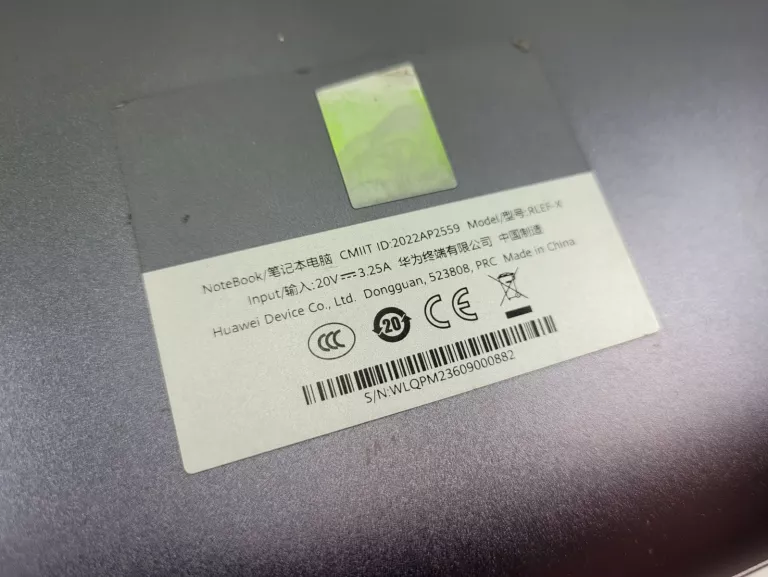 NoteBook/笔记本电脑 CMIIT ID:2022AP2559 Model/型号:RLEF-X
Input/输入:20V⎓3.25A 华为终端有限公司 中国制造
Huawei Device Co., Ltd. Dongguan, 523808, PRC Made in China
CCC 20 CE
S/N:WLQPM23609000882